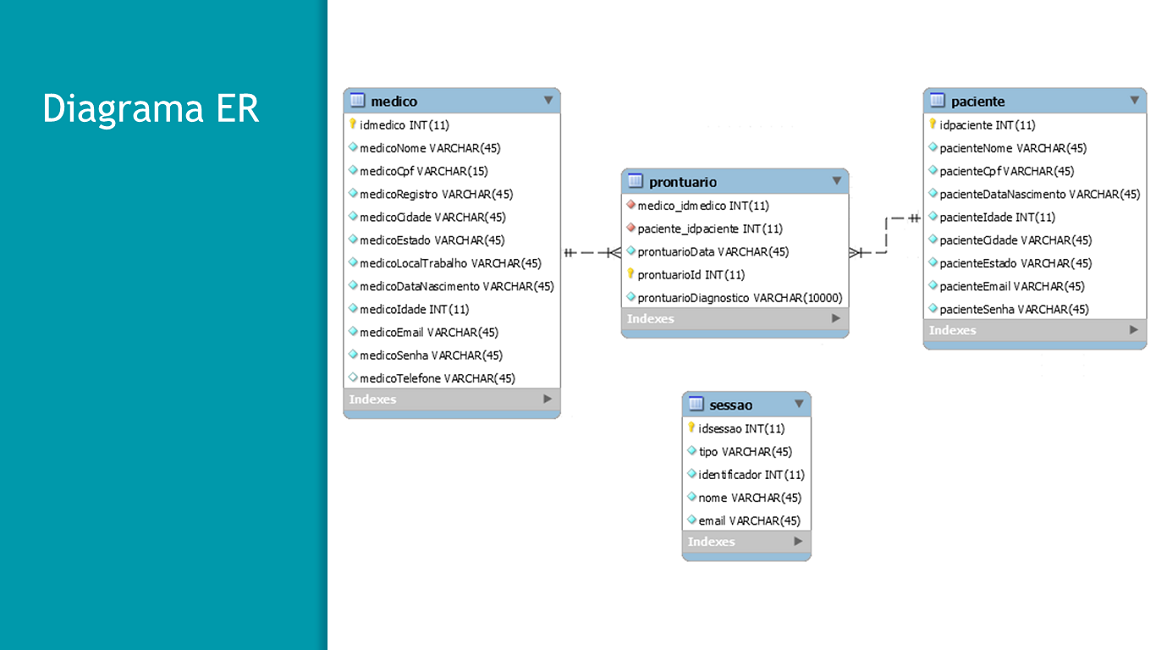 Diagrama ER
medico
idmedico INT(11)
medicoNome VARCHAR(45)
medicoCpf VARCHAR(15)
medicoRegistro VARCHAR(45)
medicoCidade VARCHAR(45)
medicoEstado VARCHAR(45)
medicoLocalTrabalho VARCHAR(45)
medicoDataNascimento VARCHAR(45)
medicoIdade INT(11)
medicoEmail VARCHAR(45)
medicoSenha VARCHAR(45)
medicoTelefone VARCHAR(45)
Indexes
prontuario
medico_idmedico INT(11)
paciente_idpaciente INT(11)
prontuarioData VARCHAR(45)
prontuarioId INT(11)
prontuarioDiagnostico VARCHAR(10000)
Indexes
paciente
idpaciente INT(11)
pacienteNome VARCHAR(45)
pacienteCpf VARCHAR(45)
pacienteDataNascimento VARCHAR(45)
pacienteIdade INT(11)
pacienteCidade VARCHAR(45)
pacienteEstado VARCHAR(45)
pacienteEmail VARCHAR(45)
pacienteSenha VARCHAR(45)
Indexes
sessao
idsessao INT(11)
tipo VARCHAR(45)
identificador INT(11)
nome VARCHAR(45)
email VARCHAR(45)
Indexes